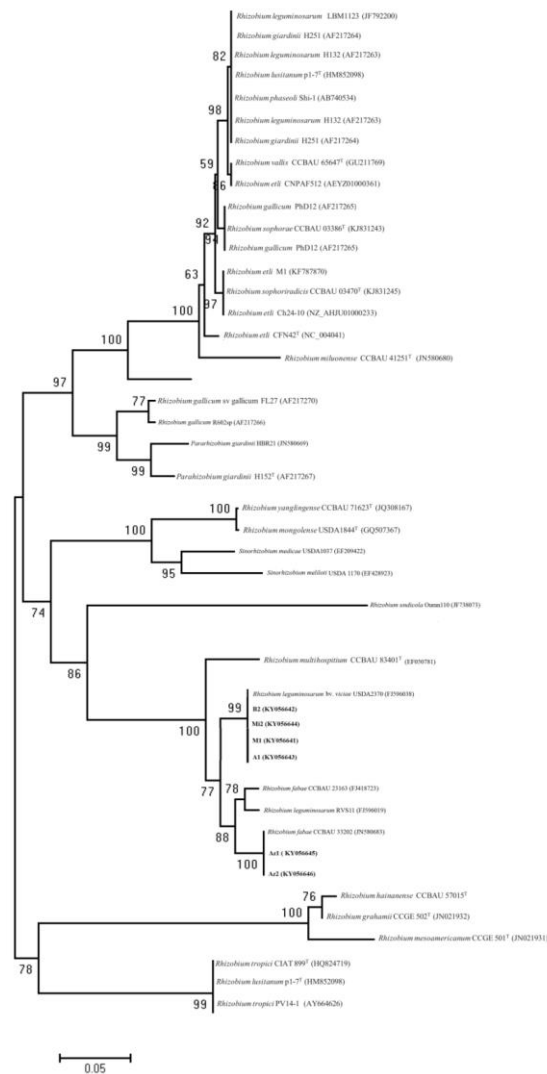 Rhizobium leguminosarum LBM1123 (JF792200)
Rhizobium giardinii H251 (AF217264)
82
Rhizobium leguminosarum H132 (AF217263)
Rhizobium lusitanum p1-7T (HM852098)
Rhizobium phaseoli Shi-1 (AB740534)
98
Rhizobium leguminosarum H132 (AF217263)
Rhizobium giardinii H251 (AF217264)
59
Rhizobium vallis CCBAU 65647T (GU211769)
86
Rhizobium etli CNPAF512 (AEYZ01000361)
Rhizobium gallicum PhD12 (AF217265)
92
Rhizobium sophorae CCBAU 03386T (KJ831243)
94
Rhizobium gallicum PhD12 (AF217265)
63
Rhizobium etli M1 (KF787870)
Rhizobium sophoriradicis CCBAU 03470T (KJ831245)
97
100
Rhizobium etli Ch24-10 (NZ_AHJU01000233)
Rhizobium etli CFN42T (NC_004041)
100
Rhizobium miluonense CCBAU 41251T (JN580680)
97
77
Rhizobium gallicum sv gallicum FL27 (AF217270)
Rhizobium gallicum R602sp (AF217266)
99
Pararhizobium giardinii HBR21 (JN580669)
99
Parahizobium giardinii H152T (AF217267)
100
Rhizobium yanglingense CCBAU 71623T (JQ308167)
Rhizobium mongolense USDA1844T (GQ507367)
Sinorhizobium medicae USDA1037 (EF209422)
95
Sinorhizobium meliloti USDA 1170 (EF428923)
74
Rhizobium undicola (JF738073)
86
Rhizobium multihospitium CCBAU 83401T (EF050781)
Rhizobium leguminosarum bv. viciae USDA2370 (FJ596038)
99
B2 (KY056642)
Mi2 (KY056644)
100
M1 (KY056641)
A1 (KY056643)
77
78
Rhizobium fabae CCBAU 23163 (FJ418723)
Rhizobium leguminosarum RVS11 (FJ596019)
88
Rhizobium fabae CCBAU 33202 (JN580683)
Az1 ( KY056645)
100
Az2 (KY056646)
76
Rhizobium hainanense CCBAU 57015T
100
Rhizobium grahamii CCGE 502T (JN021932)
Rhizobium mesoamericanum CCGE 501T (JN021931)
78
Rhizobium tropici CIAT 899T (HQ824719)
Rhizobium lusitanum p1-7T (HM852098)
99
Rhizobium tropici PV14-1 (AY664626)
0.05